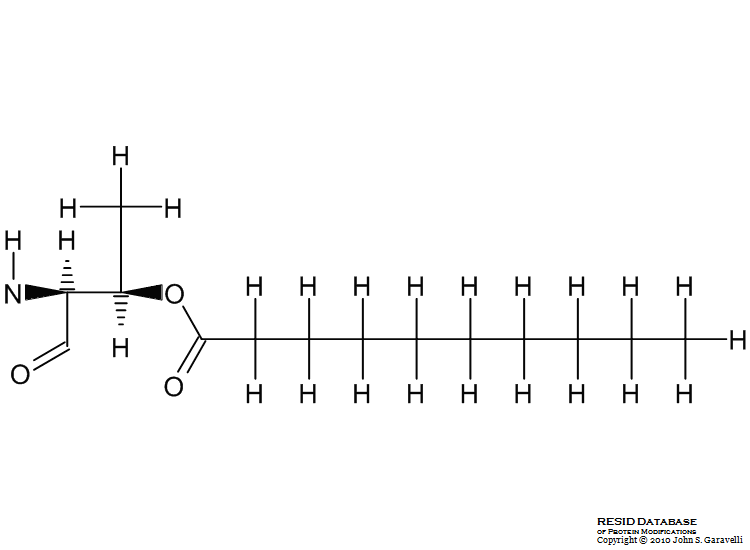 H
H H
H H
N O H H H H H H H H H
H H
O O H H H H H H H H H
RESID DATABASE
OF PROTEIN MODIFICATIONS
Copyright © 2010 John S. Garavelli